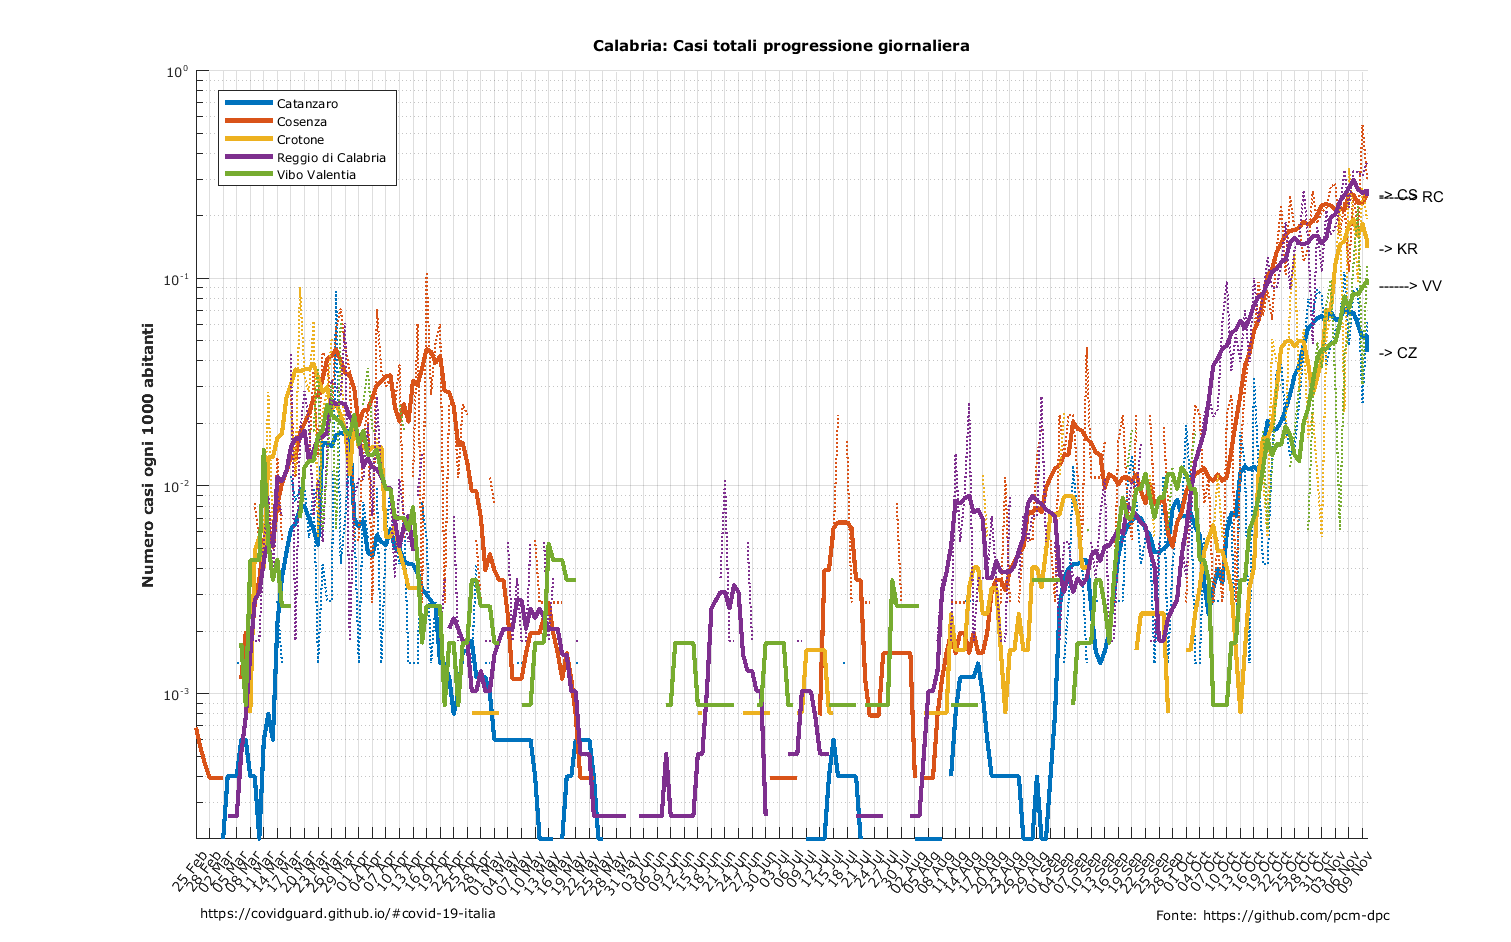 Calabria: Casi totali progressione giornaliera
Numero casi ogni 1000 abitanti
10⁰
10⁻¹
10⁻²
10⁻³
Catanzaro
Cosenza
Crotone
Reggio di Calabria
Vibo Valentia
-> CS
------> RC
-> KR
------> VV
-> CZ
25 Feb
28 Feb
02 Mar
05 Mar
08 Mar
11 Mar
14 Mar
17 Mar
20 Mar
23 Mar
26 Mar
29 Mar
01 Apr
04 Apr
07 Apr
10 Apr
13 Apr
16 Apr
19 Apr
22 Apr
25 Apr
28 Apr
01 May
04 May
07 May
10 May
13 May
16 May
19 May
22 May
25 May
28 May
31 May
03 Jun
06 Jun
09 Jun
12 Jun
15 Jun
18 Jun
21 Jun
24 Jun
27 Jun
30 Jun
03 Jul
06 Jul
09 Jul
12 Jul
15 Jul
18 Jul
21 Jul
24 Jul
27 Jul
30 Jul
02 Aug
05 Aug
08 Aug
11 Aug
14 Aug
17 Aug
20 Aug
23 Aug
26 Aug
29 Aug
01 Sep
04 Sep
07 Sep
10 Sep
13 Sep
16 Sep
19 Sep
22 Sep
25 Sep
28 Sep
01 Oct
04 Oct
07 Oct
10 Oct
13 Oct
16 Oct
19 Oct
22 Oct
25 Oct
28 Oct
31 Oct
03 Nov
06 Nov
09 Nov
https://covidguard.github.io/#covid-19-italia
Fonte: https://github.com/pcm-dpc